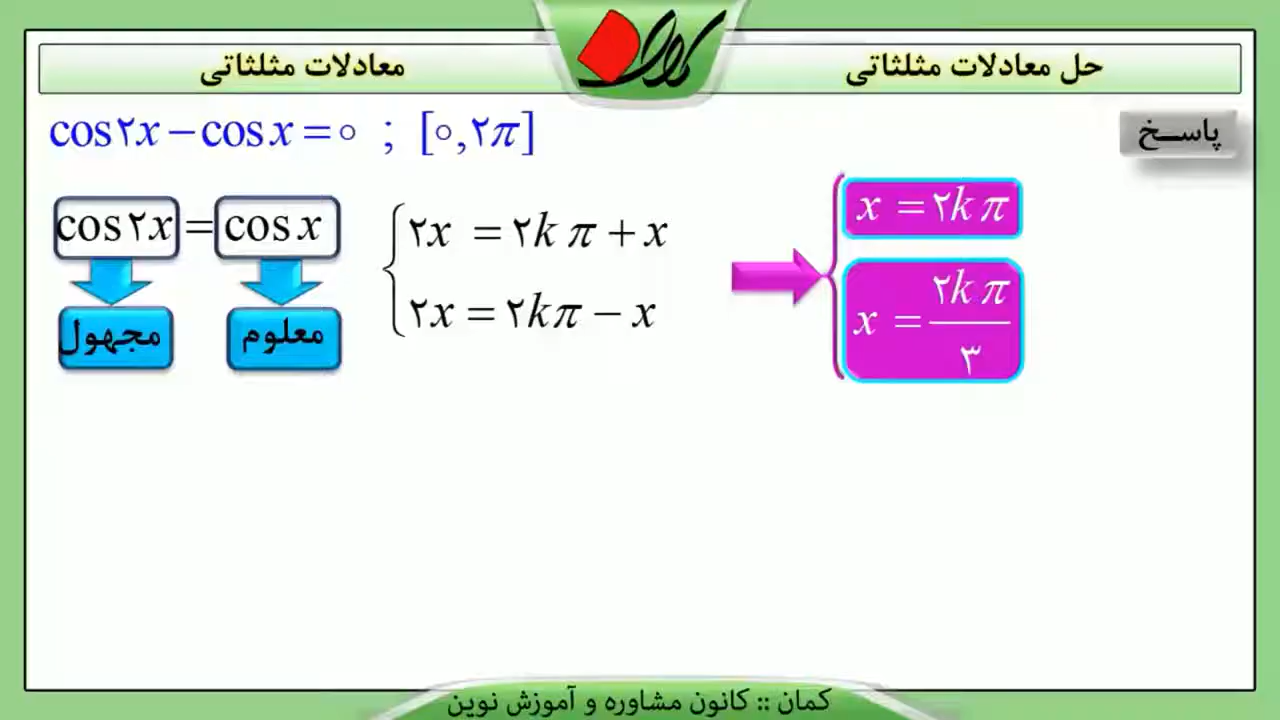 حل معادلات مثلثاتی
معادلات مثلثاتی
پاســخ
cos۲x − cos x = ۰ ; [۰,۲π]
cos۲x = cos x
مجهول
معلوم
۲x = ۲kπ + x
۲x = ۲kπ − x
x = ۲kπ
x = ۲kπ/۳
کمان :: کانون مشاوره و آموزش نوین